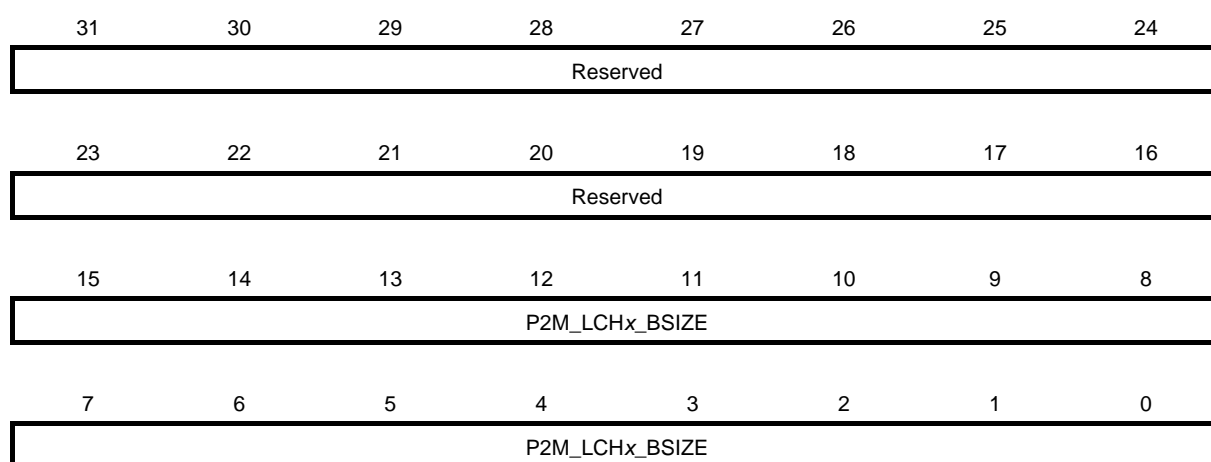 31 30 29 28 27 26 25 24
Reserved
23 22 21 20 19 18 17 16
Reserved
15 14 13 12 11 10 9 8
P2M_LCHx_BSIZE
7 6 5 4 3 2 1 0
P2M_LCHx_BSIZE